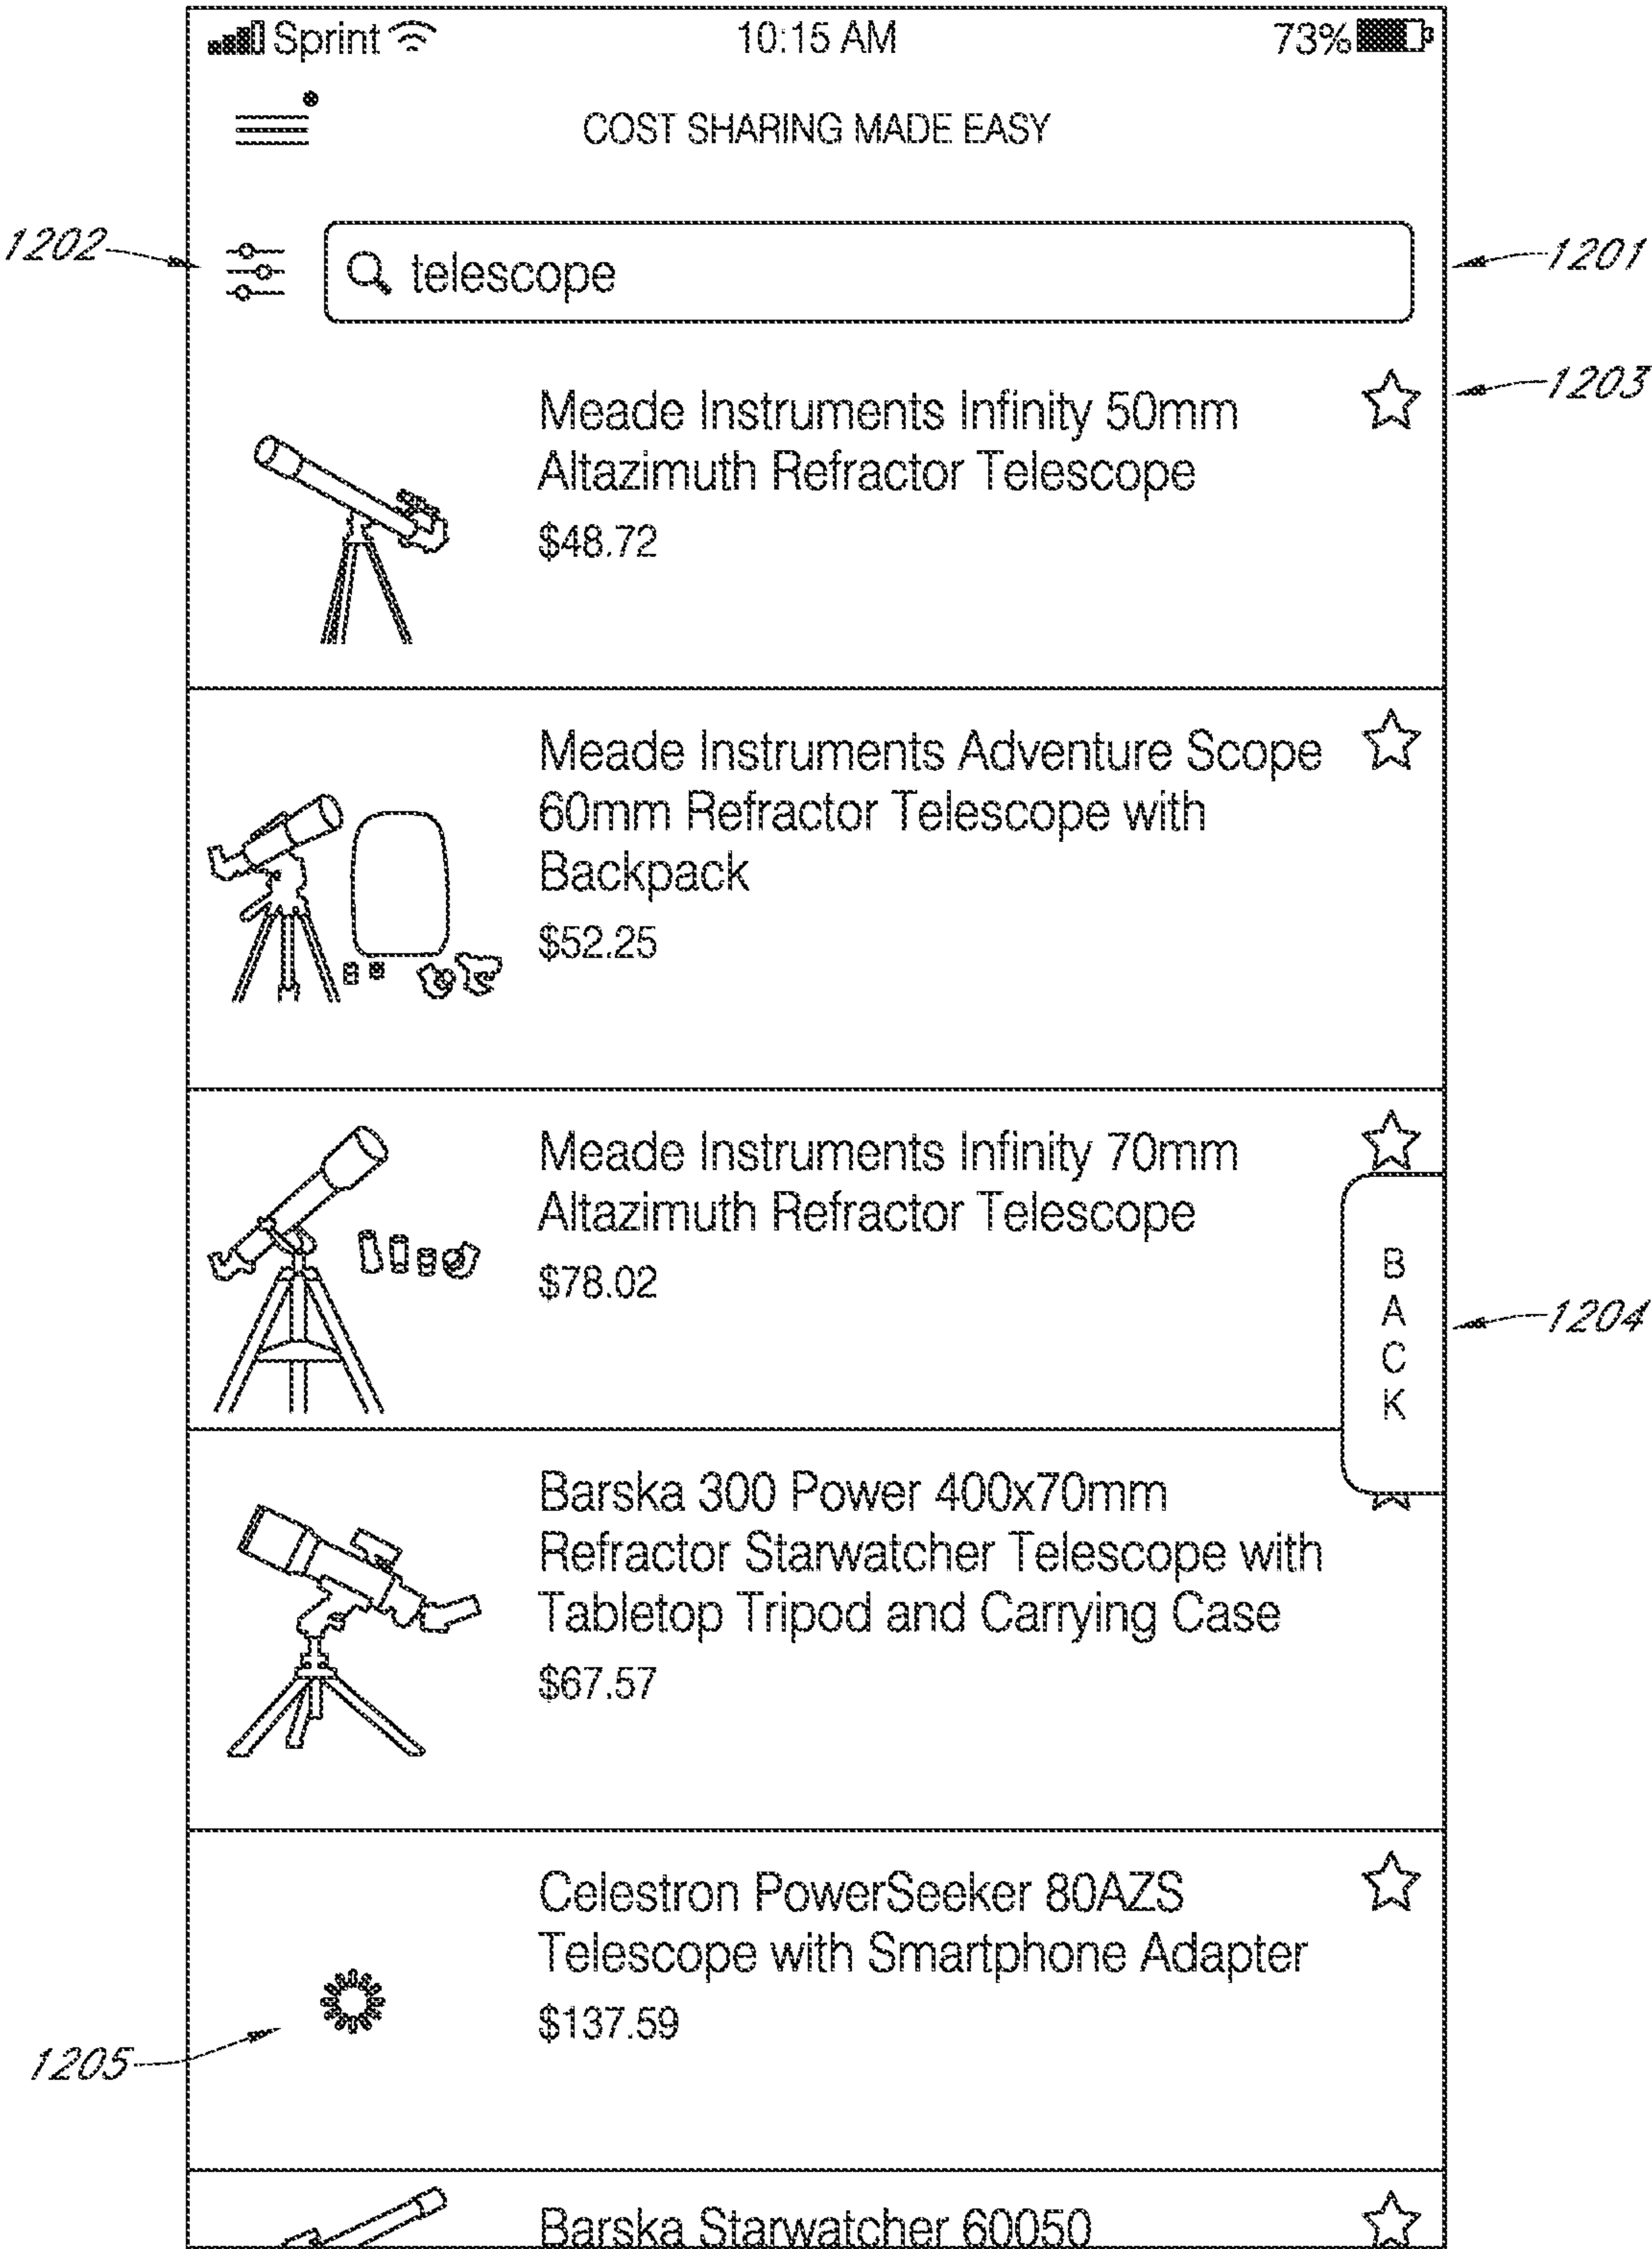 Sprint 10:15 AM 73%
COST SHARING MADE EASY
1202 telescope 1201
1203
Meade Instruments Infinity 50mm
Altazimuth Refractor Telescope
$48.72
Meade Instruments Adventure Scope
60mm Refractor Telescope with
Backpack
$52.25
Meade Instruments Infinity 70mm
Altazimuth Refractor Telescope
$78.02
BACK
1204
Barska 300 Power 400x70mm
Refractor Starwatcher Telescope with
Tabletop Tripod and Carrying Case
$67.57
Celestron PowerSeeker 80AZS
Telescope with Smartphone Adapter
$137.59
1205
Barska Starwatcher 60050